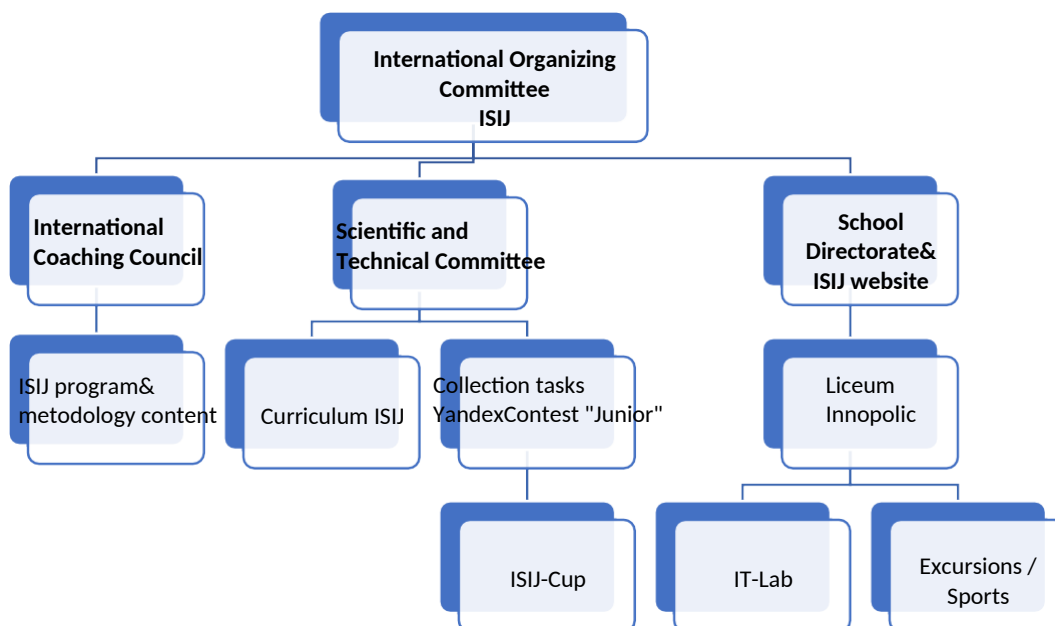 International Organizing
Committee
ISIJ
International
Coaching Council
Scientific and
Technical Committee
School
Directorate&
ISIJ website
ISIJ program&
metodology content
Curriculum ISIJ
Collection tasks
YandexContest "Junior"
Liceum
Innopolic
ISIJ-Cup
IT-Lab
Excursions /
Sports